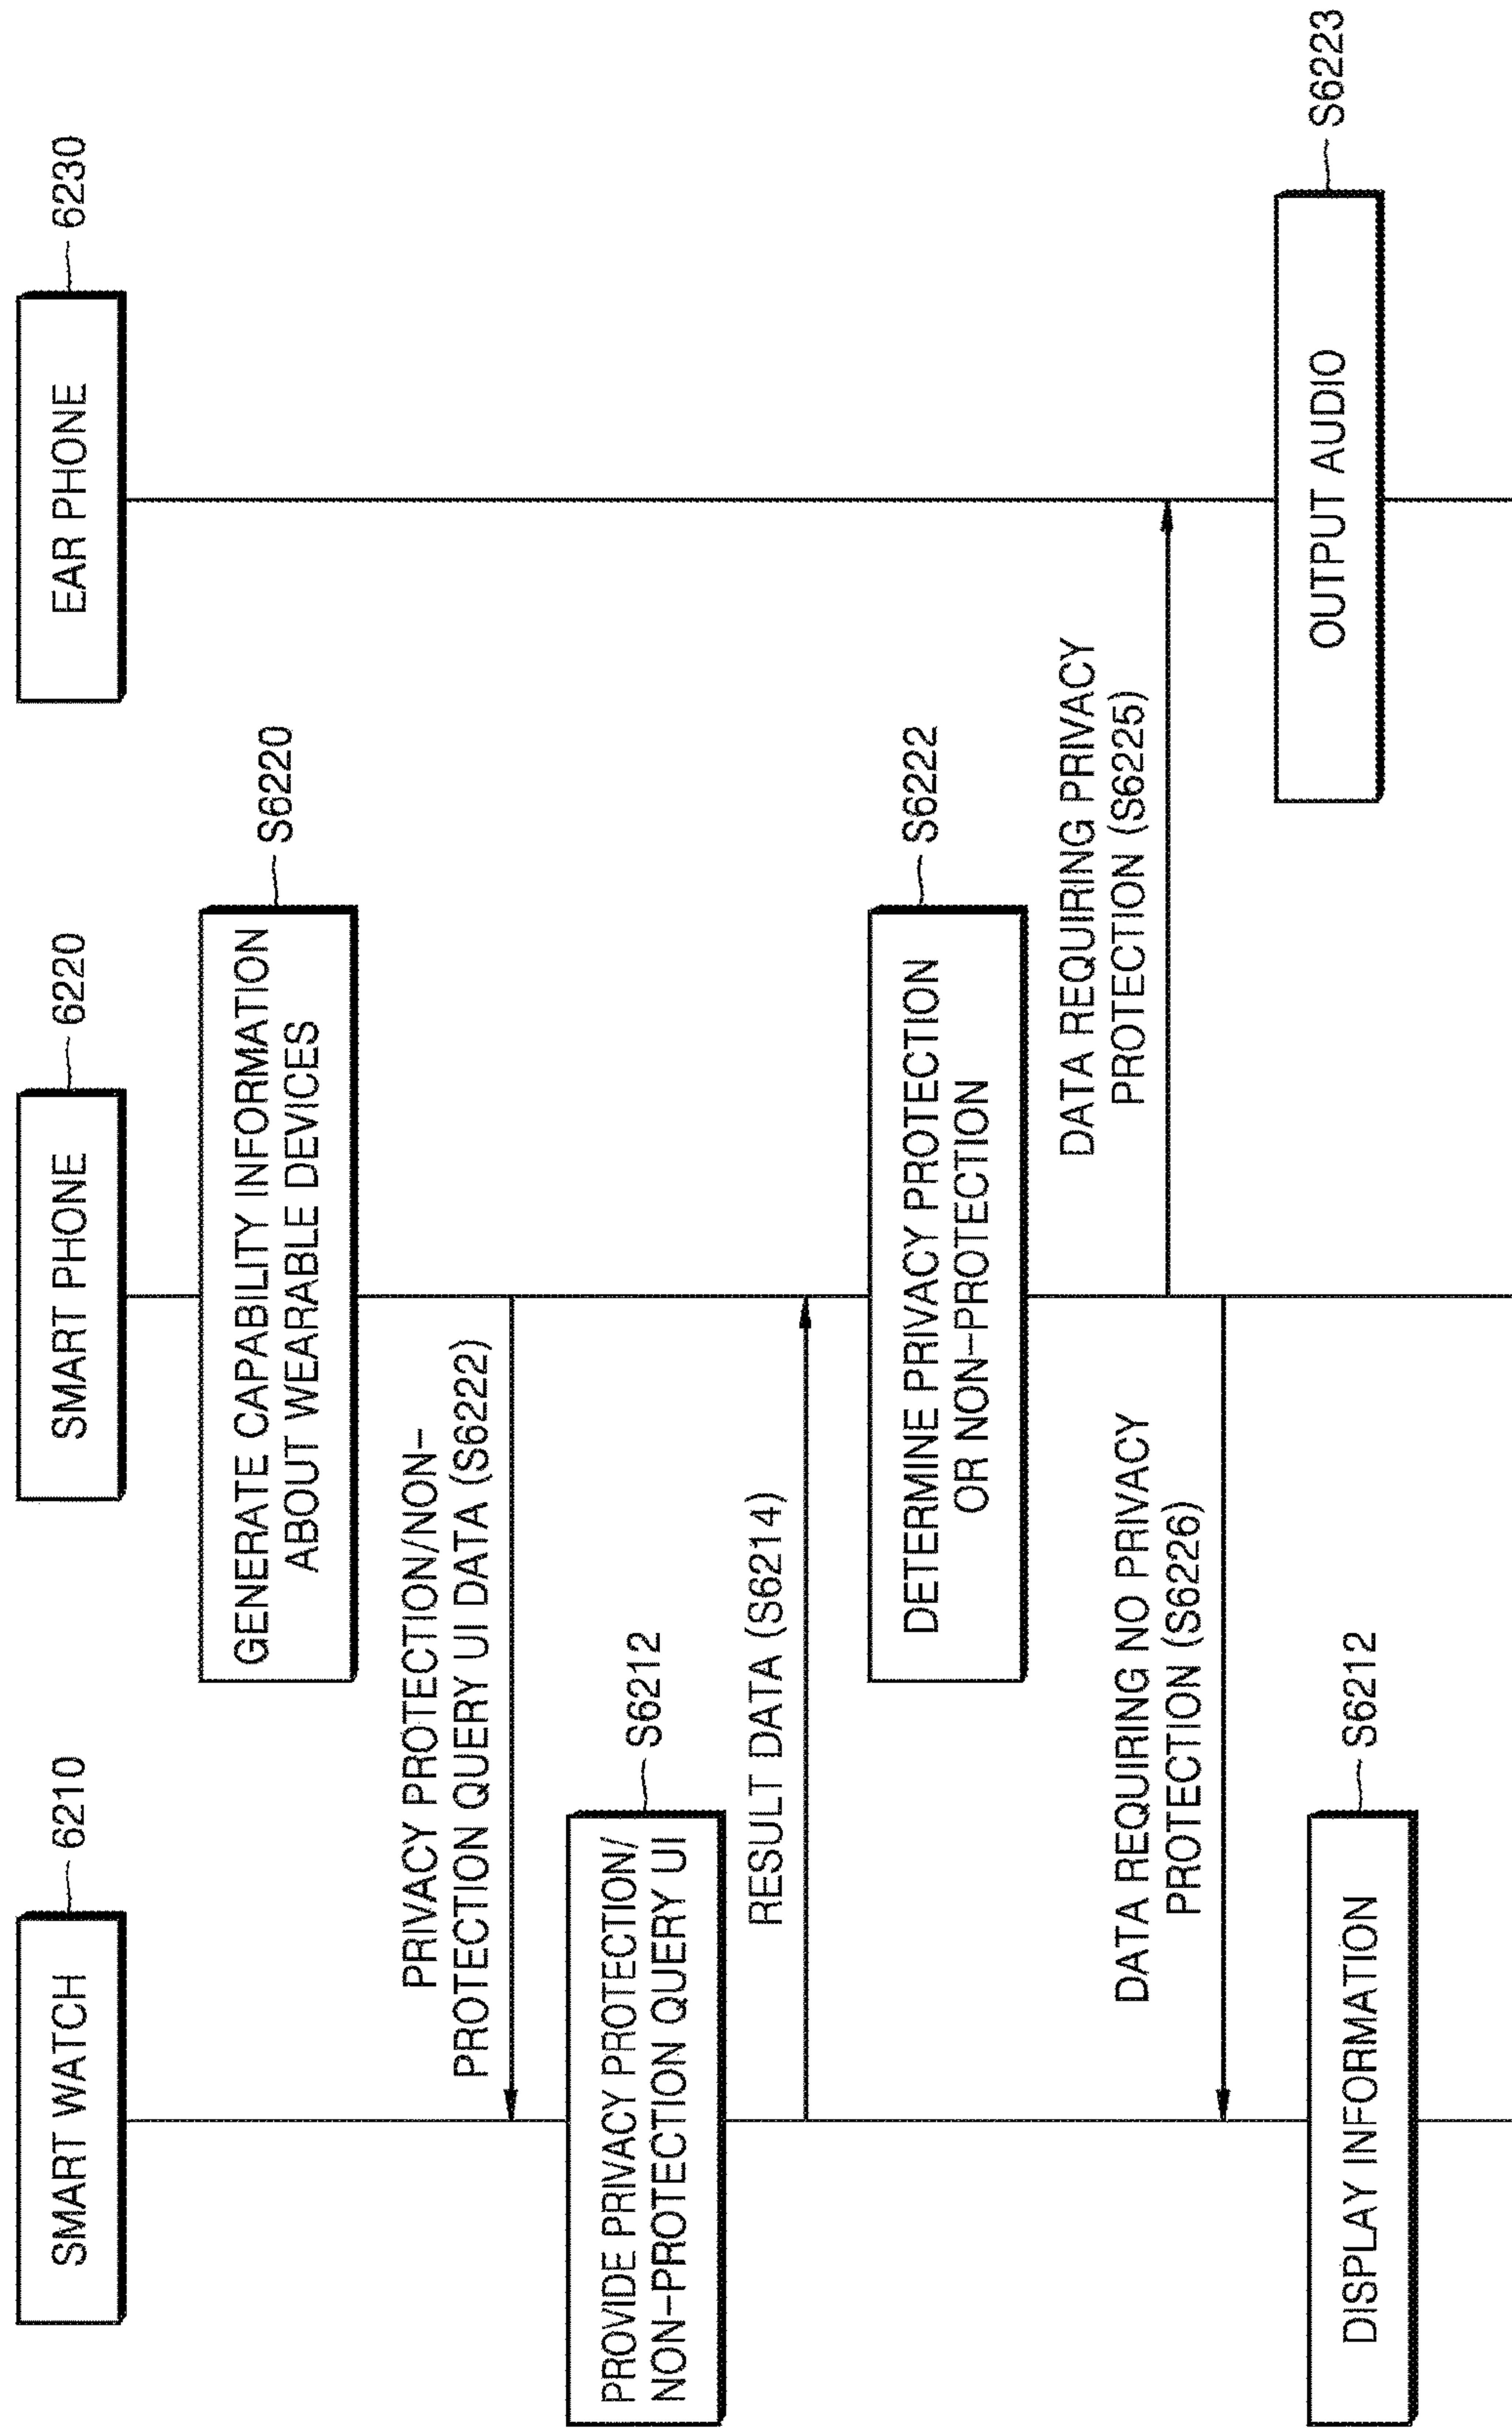 SMART WATCH
6210
SMART PHONE
6220
EAR PHONE
6230
GENERATE CAPABILITY INFORMATION
ABOUT WEARABLE DEVICES
S6220
PRIVACY PROTECTION/NON-
PROTECTION QUERY UI DATA (S6222)
PROVIDE PRIVACY PROTECTION/
NON-PROTECTION QUERY UI
S6212
RESULT DATA (S6214)
DETERMINE PRIVACY PROTECTION
OR NON-PROTECTION
S6222
DATA REQUIRING PRIVACY
PROTECTION (S6225)
DATA REQUIRING NO PRIVACY
PROTECTION (S6226)
OUTPUT AUDIO
S6223
DISPLAY INFORMATION
S6212